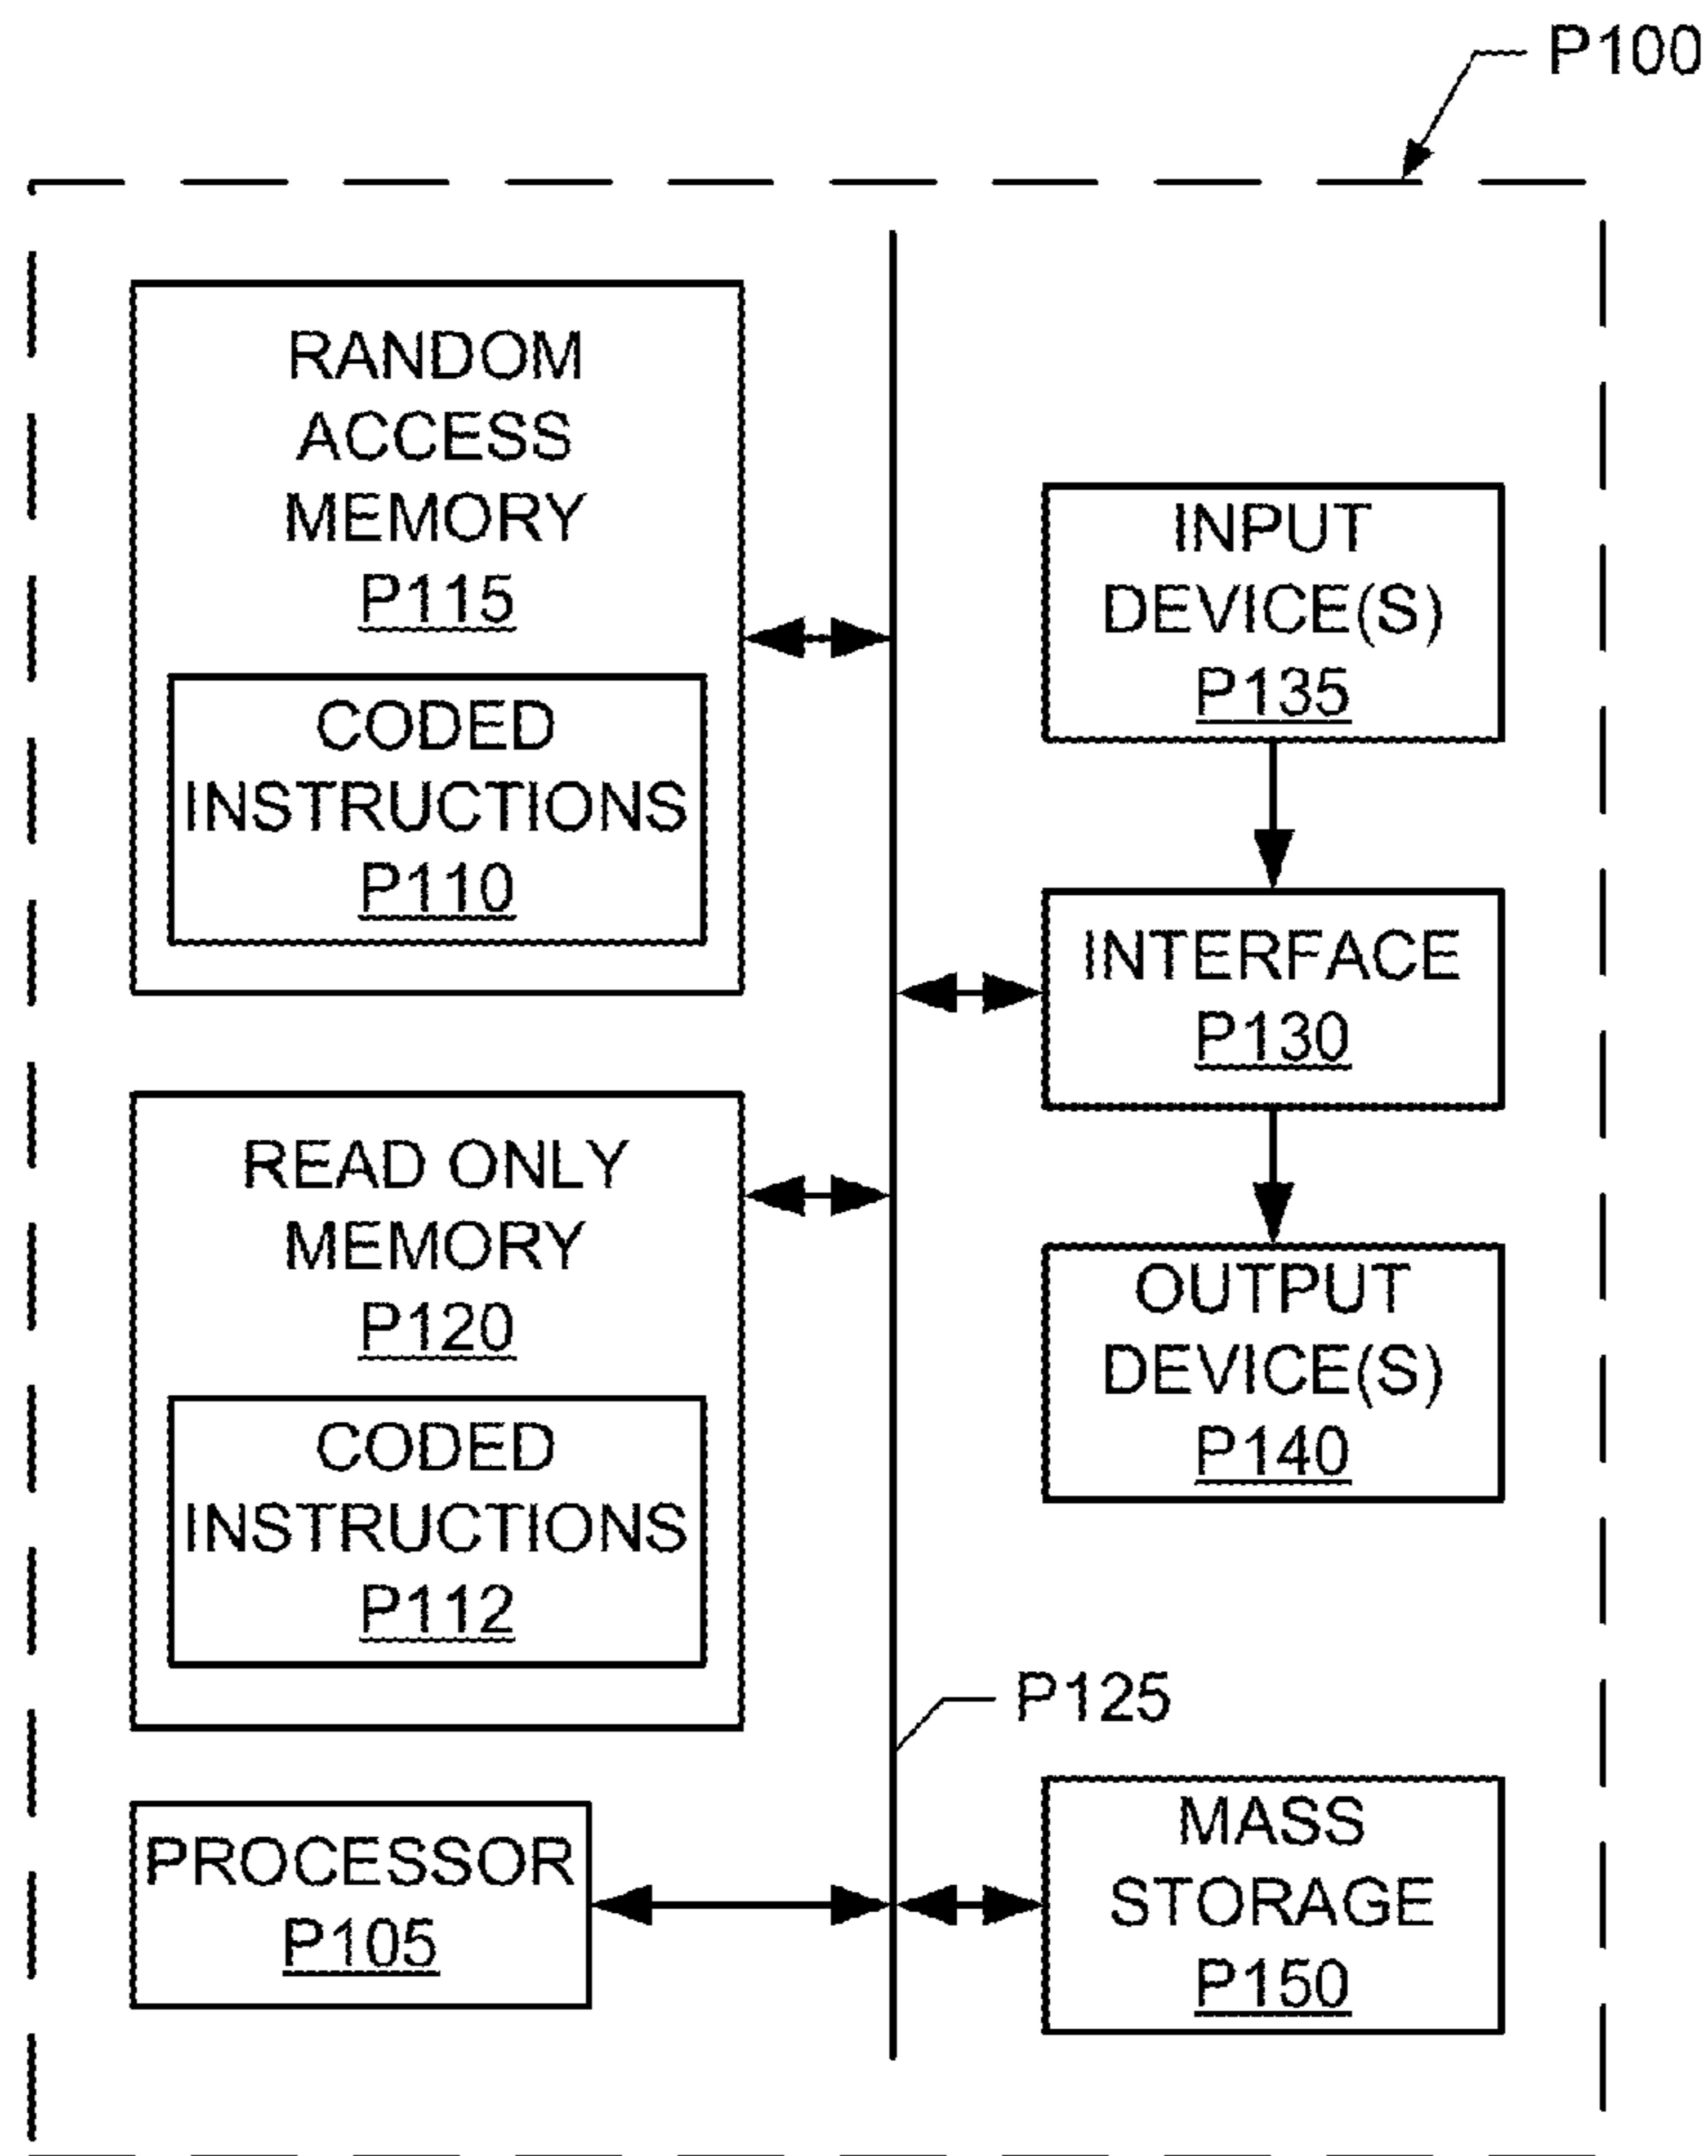 P100
RANDOM
ACCESS
MEMORY
P115
CODED
INSTRUCTIONS
P110
READ ONLY
MEMORY
P120
CODED
INSTRUCTIONS
P112
PROCESSOR
P105
INPUT
DEVICE(S)
P135
INTERFACE
P130
OUTPUT
DEVICE(S)
P140
P125
MASS
STORAGE
P150